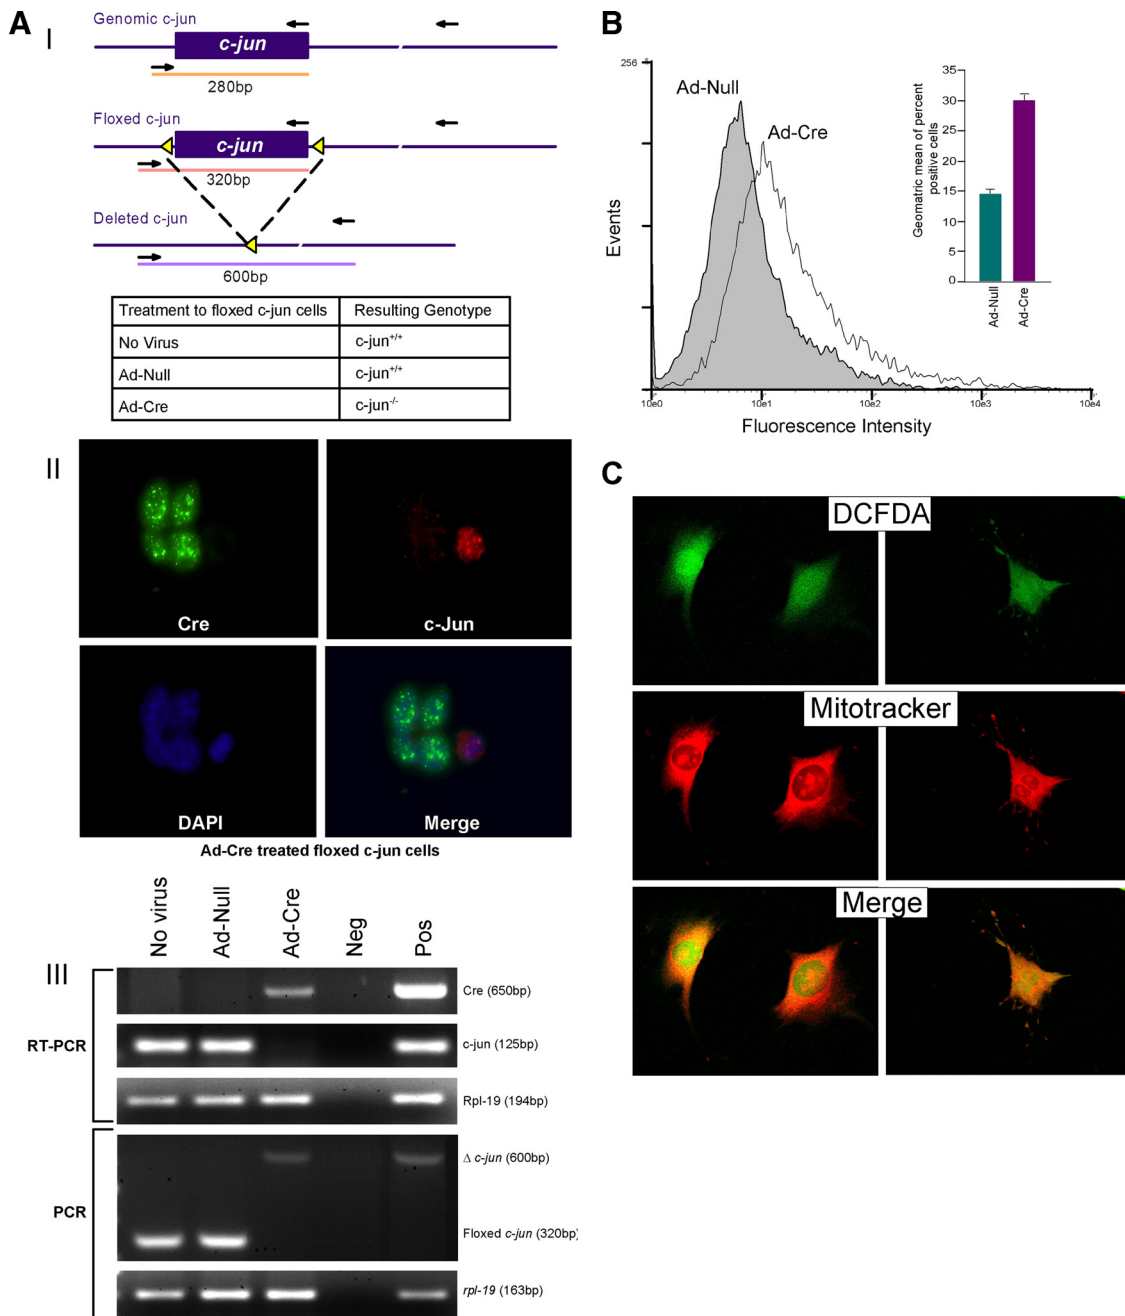 A
I
Genomic c-jun
c-jun
280bp
Floxed c-jun
c-jun
320bp
Deleted c-jun
600bp
Treatment to floxed c-jun cells Resulting Genotype
No Virus c-jun+/+
Ad-Null c-jun+/+
Ad-Cre c-jun-/-
II
Cre
c-Jun
DAPI
Merge
Ad-Cre treated floxed c-jun cells
III
No virus
Ad-Null
Ad-Cre
Neg
Pos
RT-PCR
Cre (650bp)
c-jun (125bp)
Rpl-19 (194bp)
PCR
Δ c-jun (600bp)
Floxed c-jun (320bp)
rpl-19 (163bp)
B
256
Events
Ad-Null
Ad-Cre
10e0 10e1 10e2 10e3 10e4
Fluorescence Intensity
Geomatric mean of percent
positive cells
35
30
25
20
15
10
5
0
Ad-Null
Ad-Cre
C
DCFDA
Mitotracker
Merge